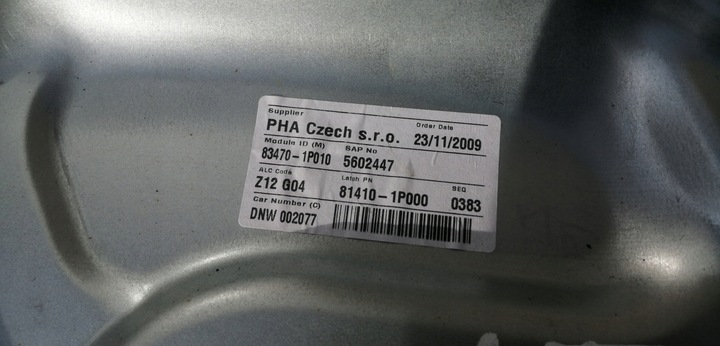 Supplier Order Date
PHA Czech s.r.o. 23/11/2009
Module ID (M) SAP No
83470-1P010 5602447
ALC Code Latch PN SEQ
Z12 G04 81410-1P000 0383
Car Number (C)
DNW 002077